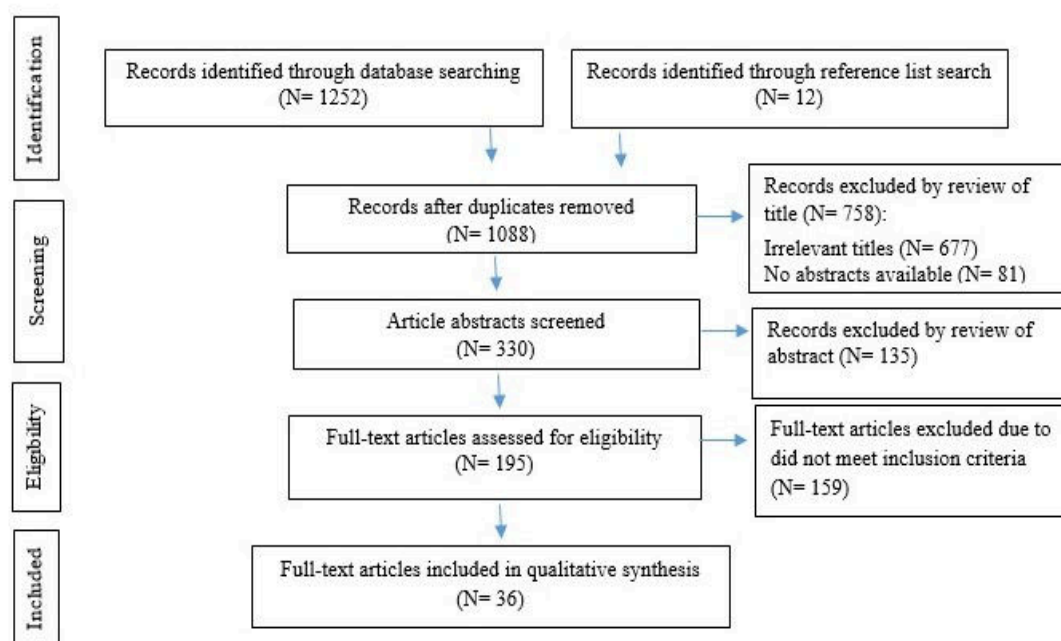 Identification
Records identified through database searching
(N= 1252)
Records identified through reference list search
(N= 12)
Screening
Records after duplicates removed
(N= 1088)
Records excluded by review of
title (N= 758):
Irrelevant titles (N= 677)
No abstracts available (N= 81)
Article abstracts screened
(N= 330)
Records excluded by review of
abstract (N= 135)
Eligibility
Full-text articles assessed for eligibility
(N= 195)
Full-text articles excluded due to
did not meet inclusion criteria
(N= 159)
Included
Full-text articles included in qualitative synthesis
(N= 36)